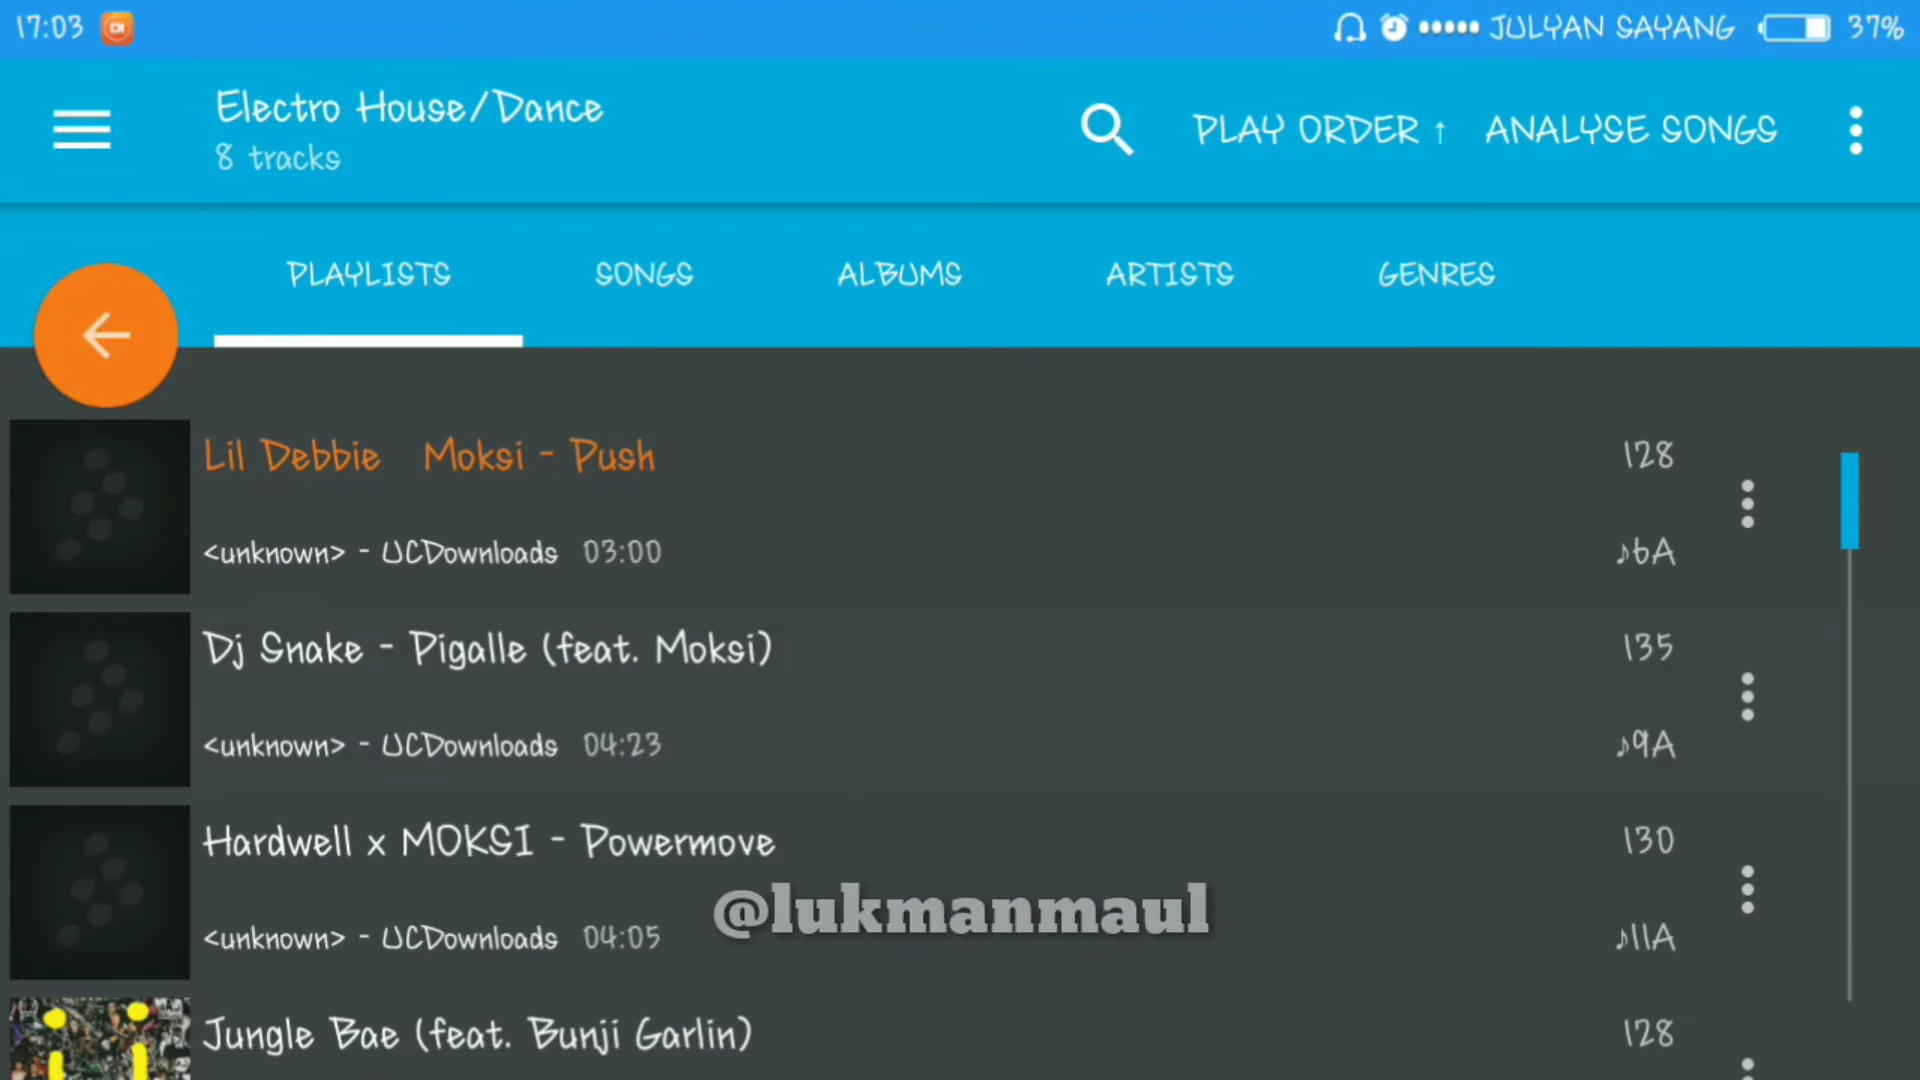 17:03
JULYAN SAYANG 37%
Electro House/Dance
8 tracks
PLAY ORDER ↑ ANALYSE SONGS
PLAYLISTS SONGS ALBUMS ARTISTS GENRES
Lil Debbie Moksi - Push 128
<unknown> - UCDownloads 03:00 ♪6A
Dj Snake - Pigalle (feat. Moksi) 135
<unknown> - UCDownloads 04:23 ♪9A
Hardwell x MOKSI - Powermove 130
@lukmanmaul
<unknown> - UCDownloads 04:05 ♪11A
Jungle Bae (feat. Bunji Garlin) 128